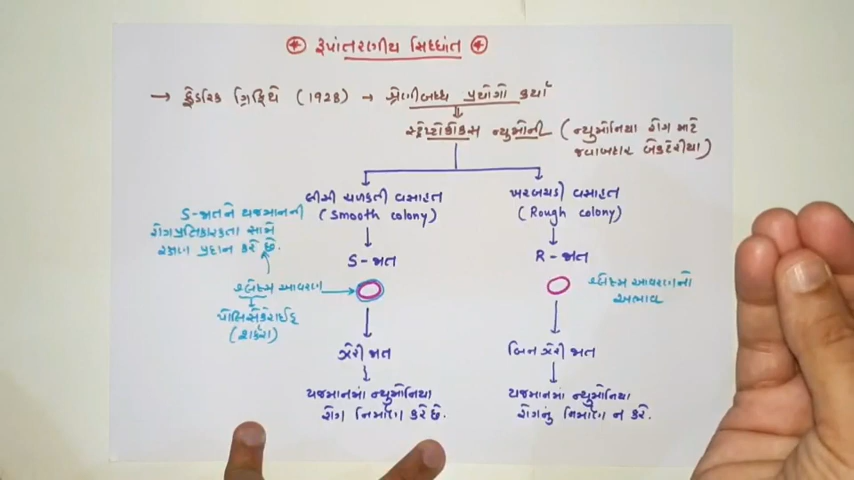 * રૂપાંતરણીય સિદ્ધાંત *
→ ફ્રેડરિક ગ્રિફિથે (1928) → શ્રેણીબધ્ધ પ્રયોગો કર્યાં
સ્ટ્રેપ્ટોકોકસ ન્યુમોની (ન્યુમોનિયા રોગ માટે
જવાબદાર બેક્ટેરીયા)
લીસી ચળકતી વસાહત
(Smooth colony)
ખરબચડી વસાહત
(Rough colony)
S-જાતને યજમાનની
રોગપ્રતિકારકતા સામે
રક્ષણ પ્રદાન કરે છે.
S-જાત
R-જાત
શ્લેષ્મ આવરણ
શ્લેષ્મ આવરણનો
અભાવ
પોલિસેકેરાઈડ
(શર્કરા)
ઝેરી જાત
બિન ઝેરી જાત
યજમાનમાં ન્યુમોનિયા
રોગ નિર્માણ કરે છે.
યજમાનમાં ન્યુમોનિયા
રોગનું નિર્માણ ન કરે.